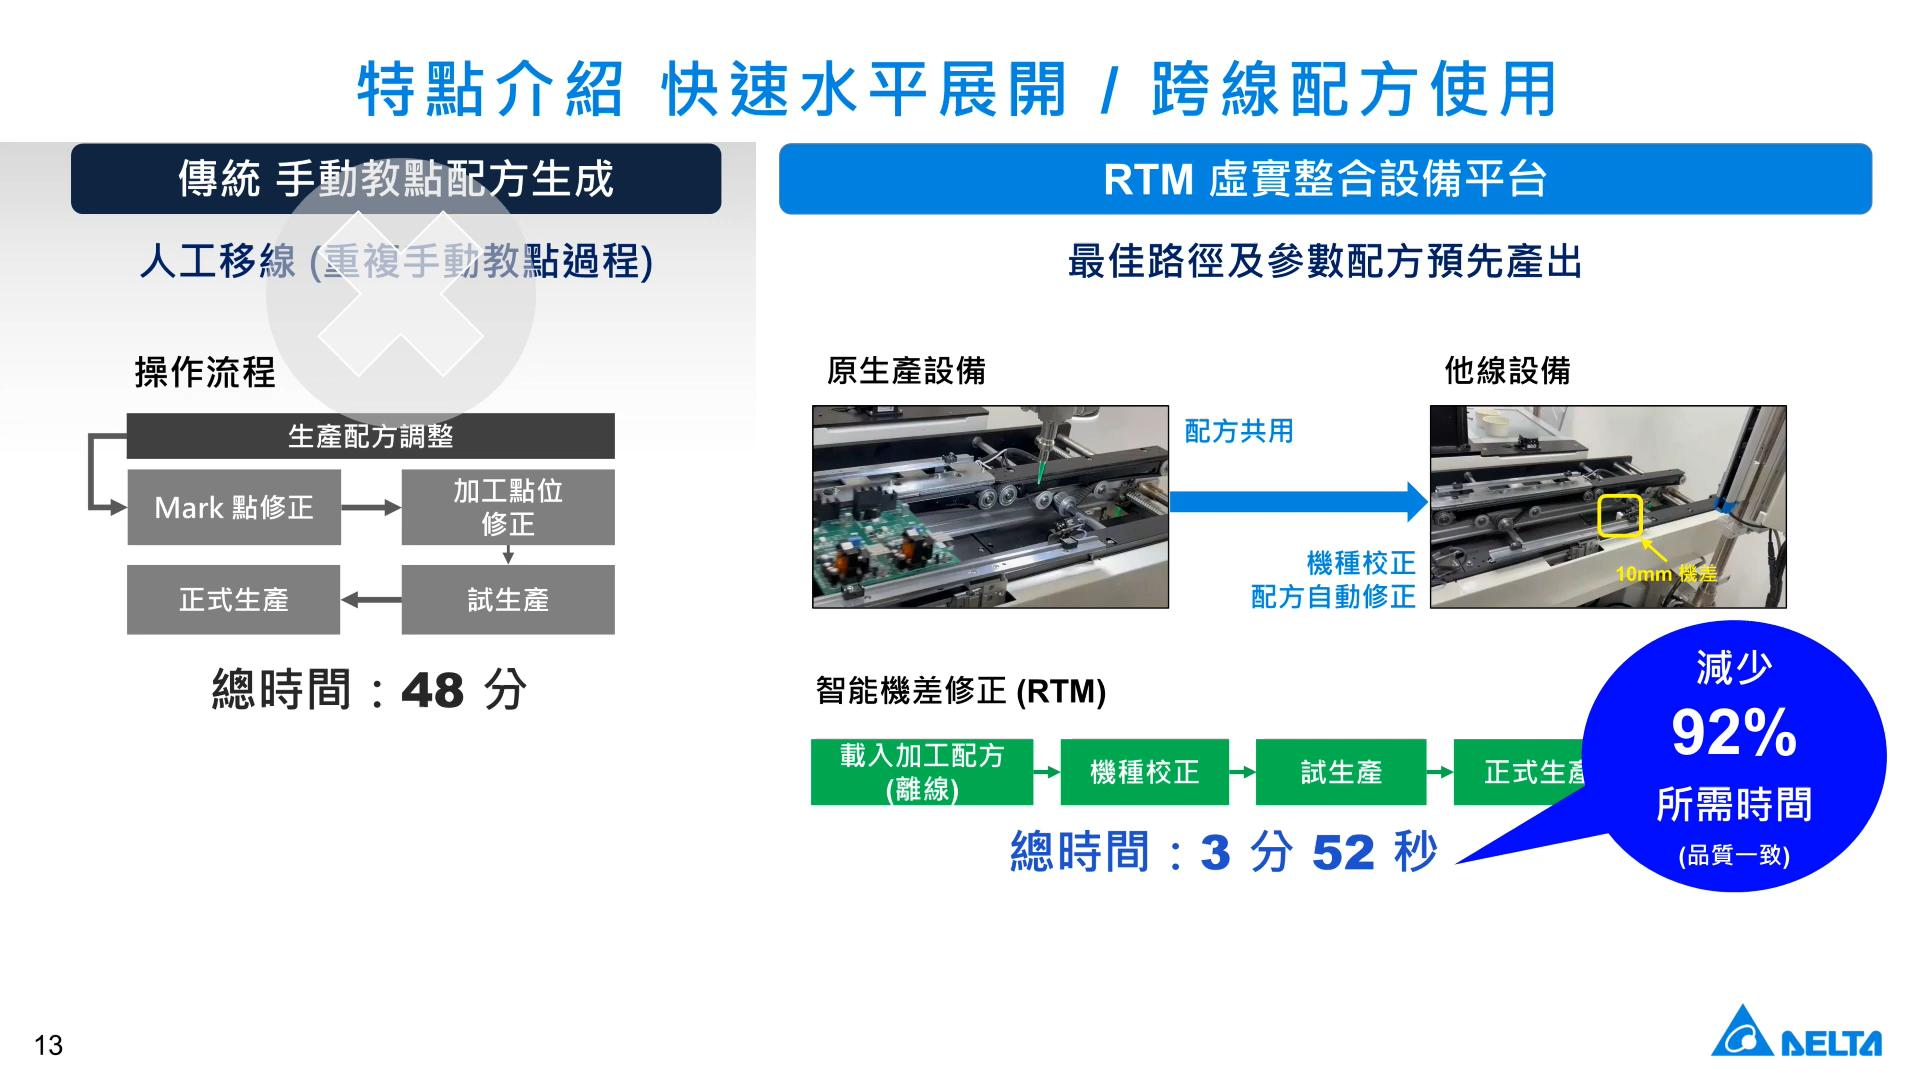 特點介紹 快速水平展開 / 跨線配方使用
傳統 手動教點配方生成
人工移線 (重複手動教點過程)
操作流程
生產配方調整
Mark 點修正
加工點位
修正
正式生產
試生產
總時間：48 分
RTM 虛實整合設備平台
最佳路徑及參數配方預先產出
原生產設備
他線設備
配方共用
機種校正
配方自動修正
10mm 機差
智能機差修正 (RTM)
載入加工配方
(離線)
機種校正
試生產
正式生產
總時間：3 分 52 秒
減少
92%
所需時間
(品質一致)
13
DELTA